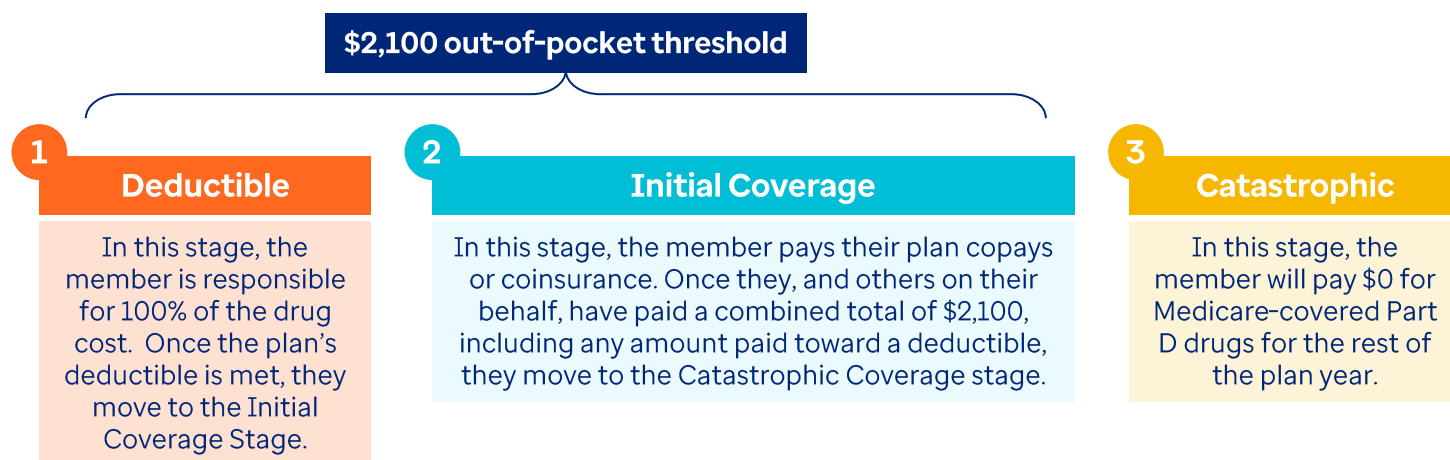 $2,100 out-of-pocket threshold
1
Deductible
In this stage, the
member is responsible
for 100% of the drug
cost.  Once the plan’s
deductible is met, they
move to the Initial
Coverage Stage.
2
Initial Coverage
In this stage, the member pays their plan copays
or coinsurance. Once they, and others on their
behalf, have paid a combined total of $2,100,
including any amount paid toward a deductible,
they move to the Catastrophic Coverage stage.
3
Catastrophic
In this stage, the
member will pay $0 for
Medicare-covered Part
D drugs for the rest of
the plan year.